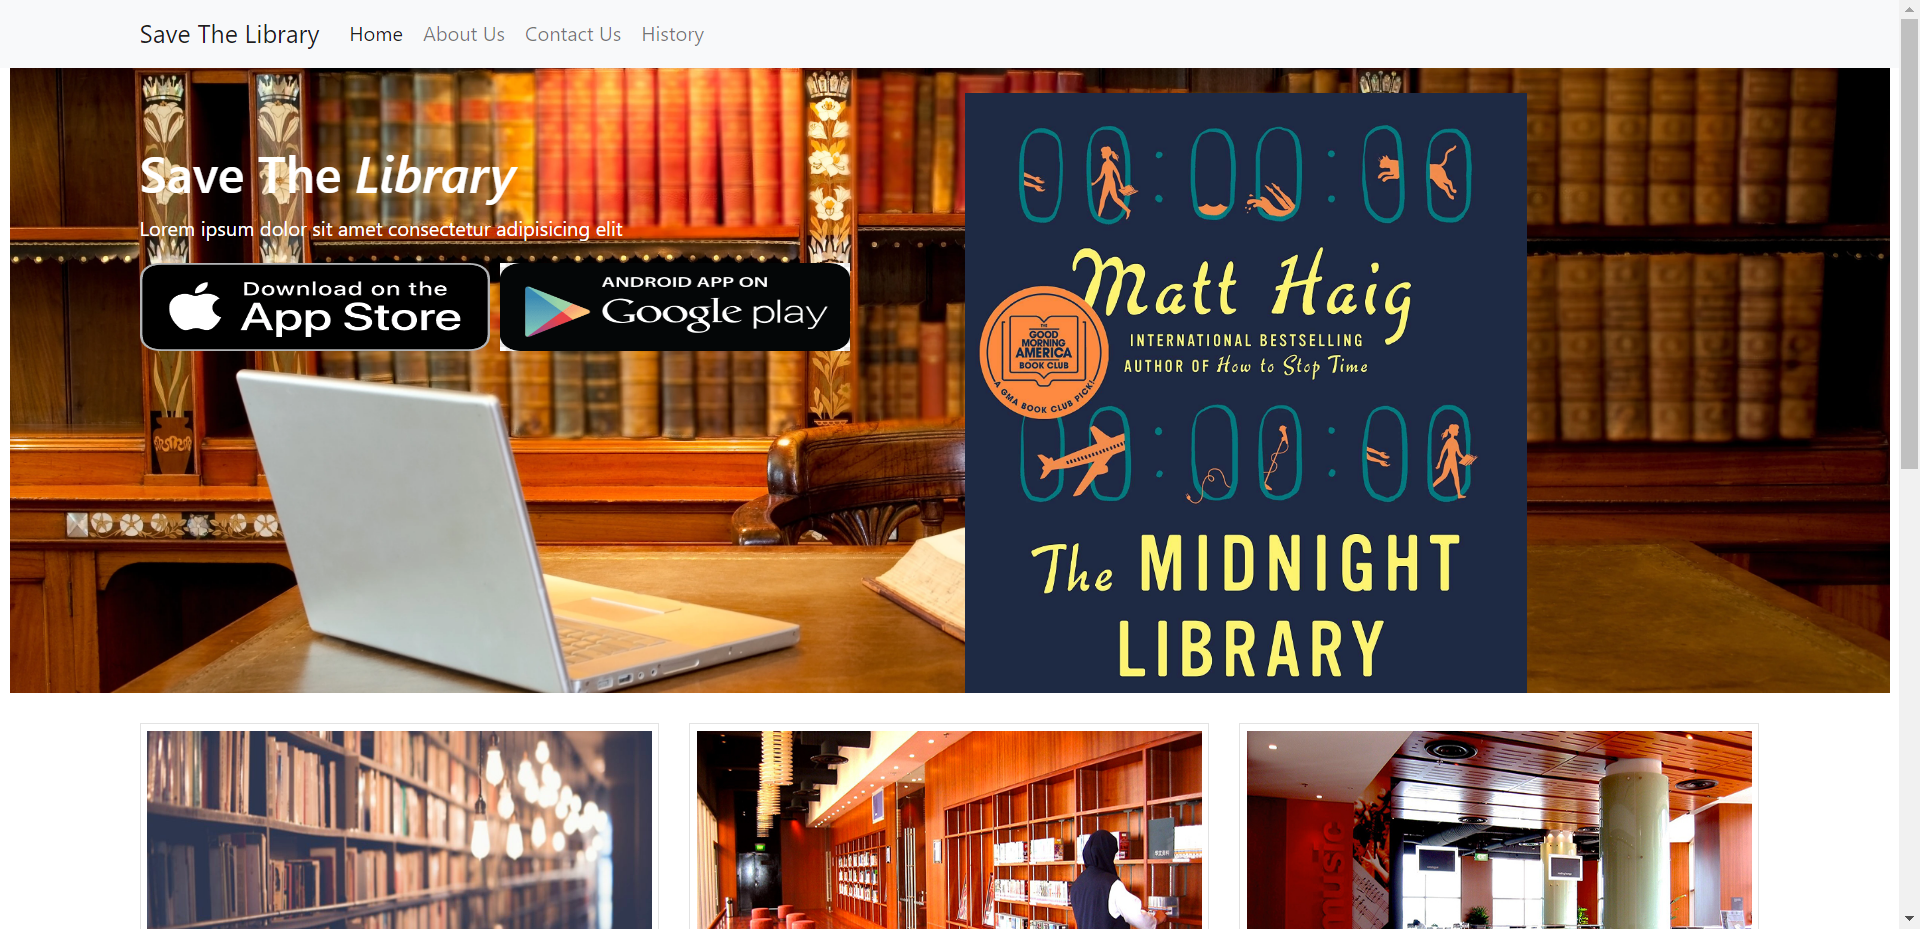 Save The Library
Home
About Us
Contact Us
History
Save The Library
Lorem ipsum dolor sit amet consectetur adipisicing elit
Download on the
App Store
ANDROID APP ON
Google play
Matt Haig
INTERNATIONAL BESTSELLING
AUTHOR OF How to Stop Time
THE
GOOD
MORNING
AMERICA
BOOK CLUB
A GMA BOOK CLUB PICK!
The MIDNIGHT
LIBRARY
music